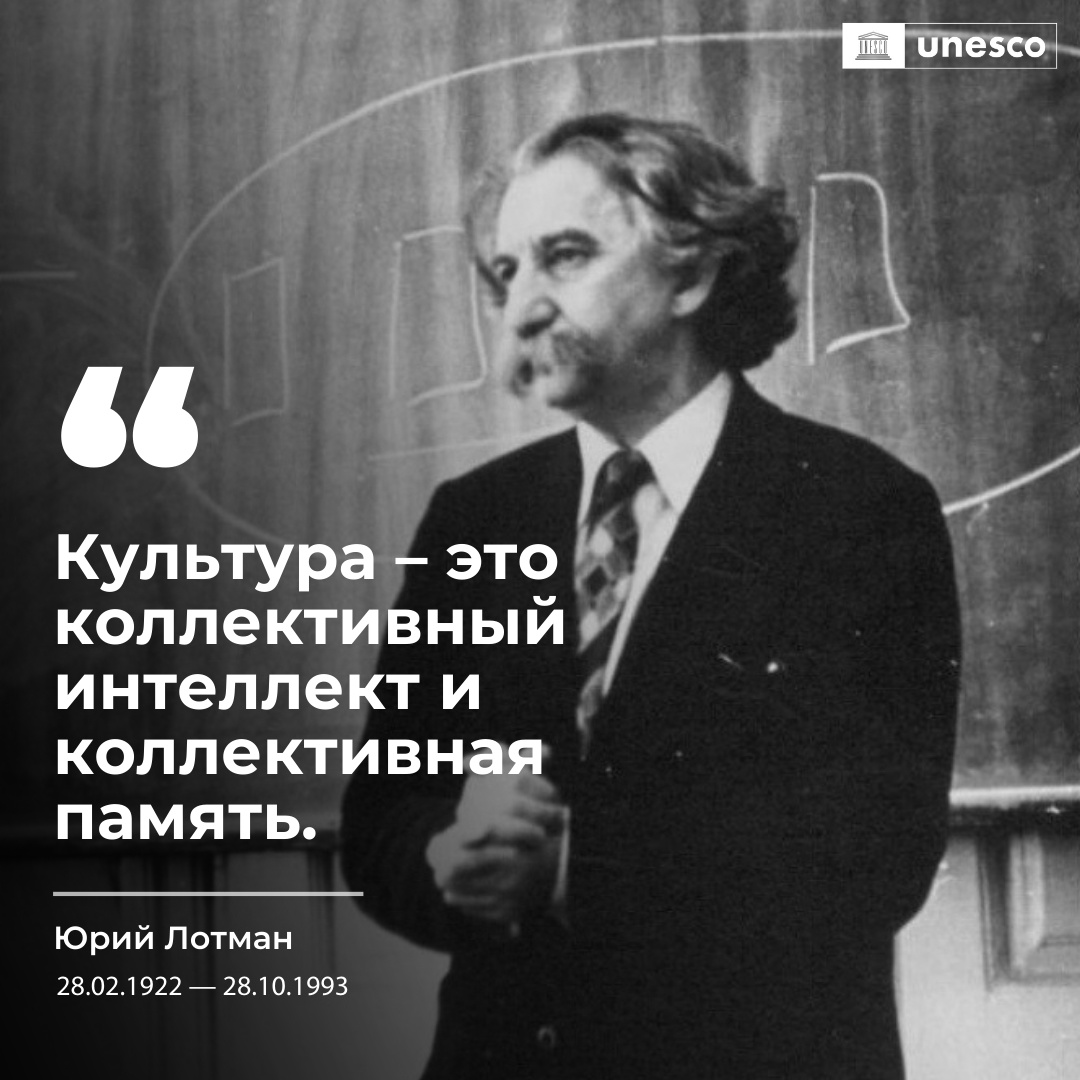 unesco
“
Культура – это
коллективный
интеллект и
коллективная
память.
Юрий Лотман
28.02.1922 — 28.10.1993